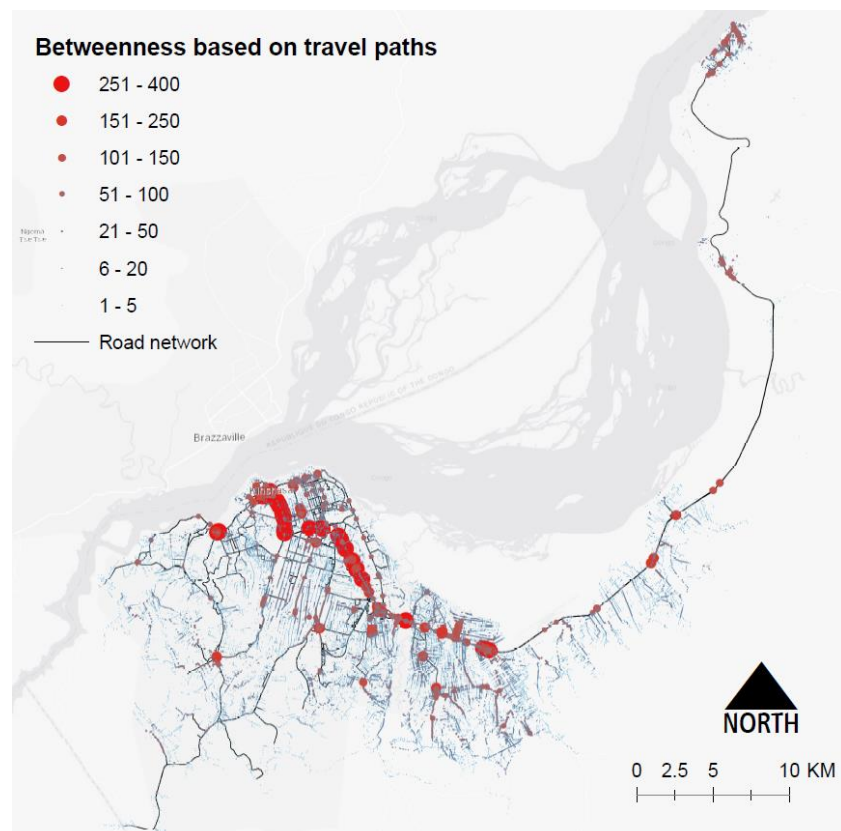 Betweenness based on travel paths
251 - 400
151 - 250
101 - 150
51 - 100
21 - 50
6 - 20
1 - 5
Road network
Brazzaville
NORTH
0 2.5 5 10 KM